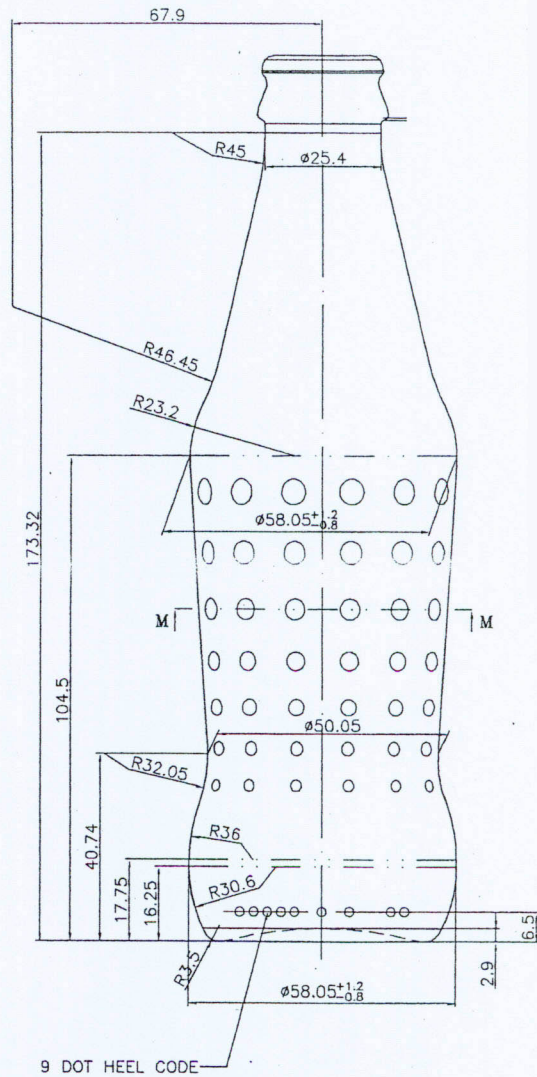 67.9
R45
ø25.4
R46.45
R23.2
173.32
ø58.05 +1.2 -0.8
M M
104.5
ø50.05
R32.05
40.74
R36
17.75
16.25
R30.6
6.5
R3.5
2.9
ø58.05 +1.2 -0.8
9 DOT HEEL CODE